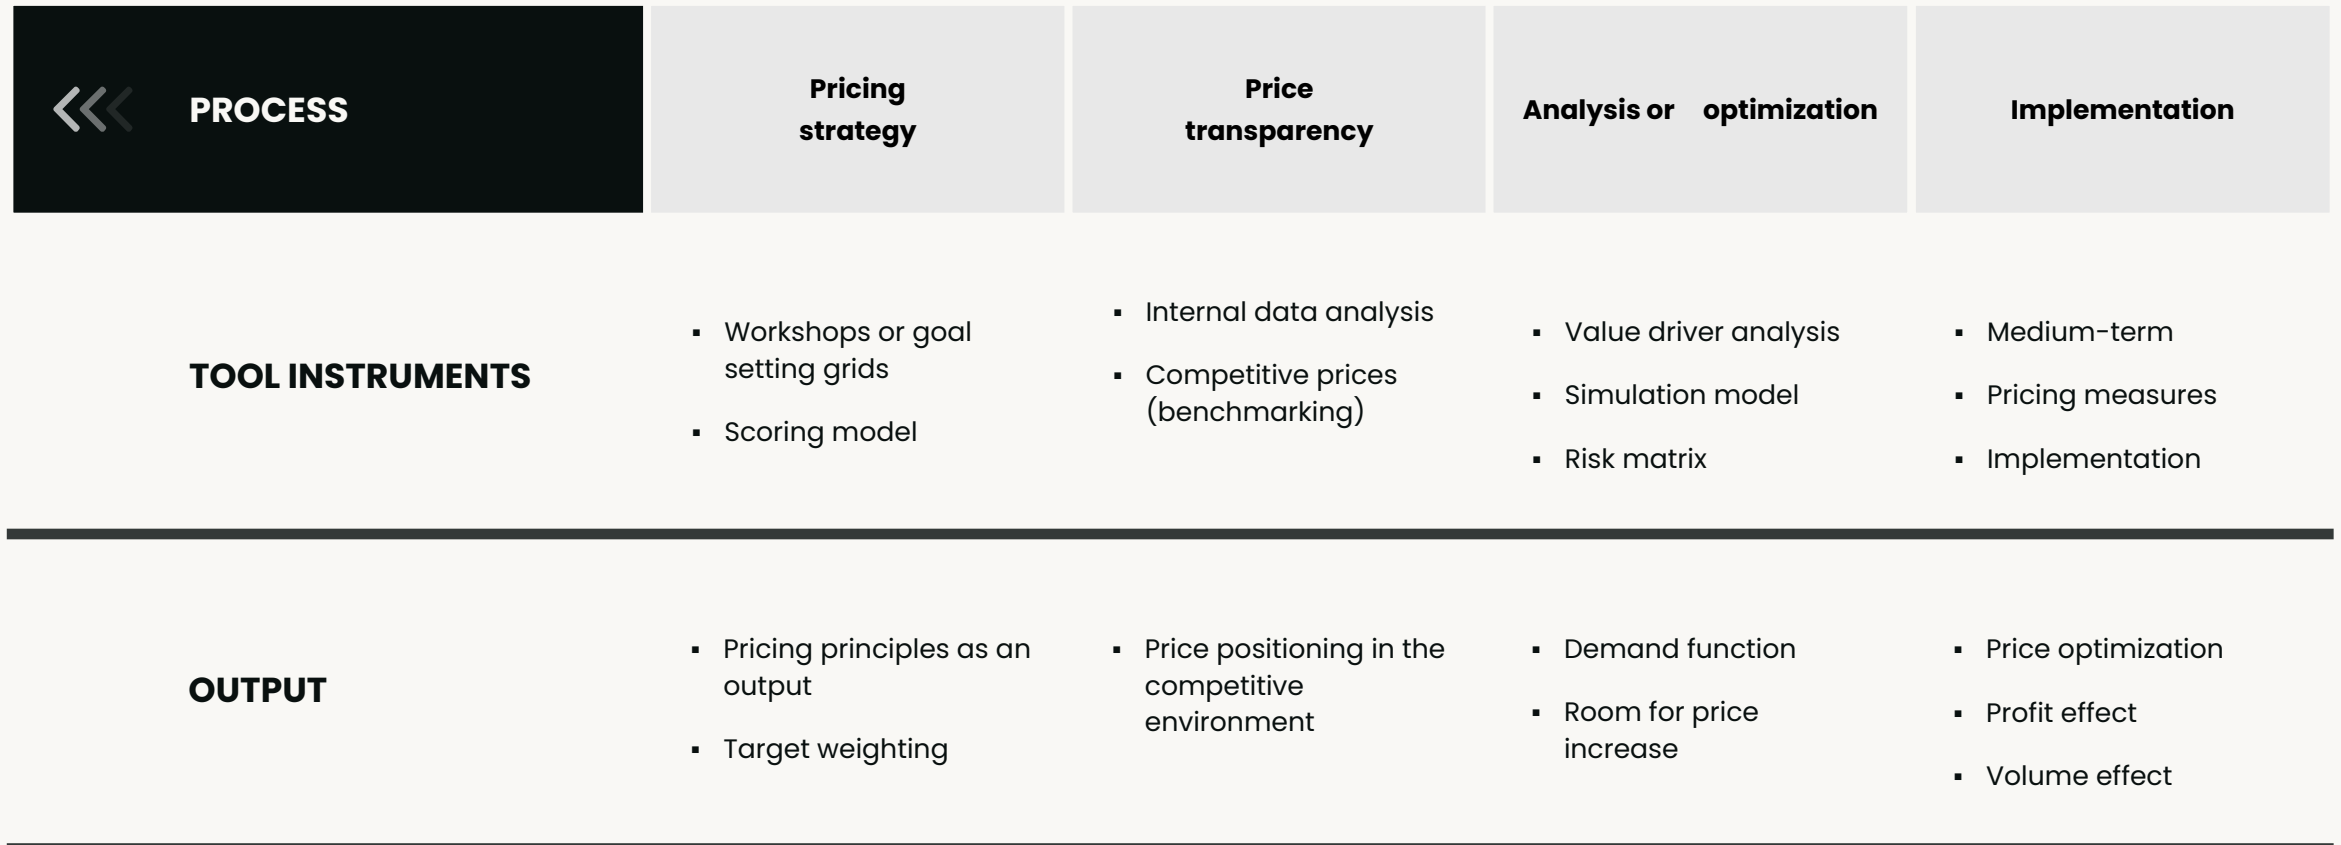 PROCESS
Pricing
strategy
Price
transparency
Analysis or optimization
Implementation
TOOL INSTRUMENTS
▪ Workshops or goal
setting grids
▪ Scoring model
▪ Internal data analysis
▪ Competitive prices
(benchmarking)
▪ Value driver analysis
▪ Simulation model
▪ Risk matrix
▪ Medium-term
▪ Pricing measures
▪ Implementation
OUTPUT
▪ Pricing principles as an
output
▪ Target weighting
▪ Price positioning in the
competitive
environment
▪ Demand function
▪ Room for price
increase
▪ Price optimization
▪ Profit effect
▪ Volume effect